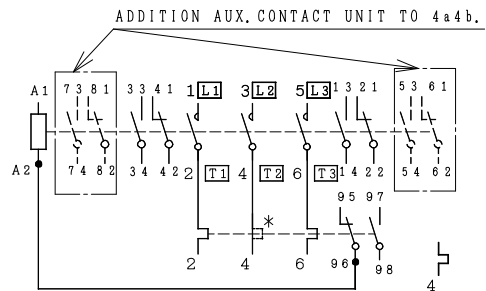 ADDITION AUX. CONTACT UNIT TO 4a4b.
A1 73 81 33 41 1 L1 3 L2 5 L3 13 21 53 61
A2 74 82 34 42 2 T1 4 T2 6 T3 14 22 54 62
*
95 97
2 4 6 96 98
4